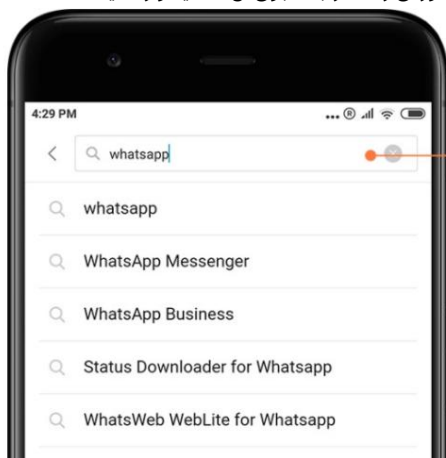 4:29 PM
whatsapp
whatsapp
WhatsApp Messenger
WhatsApp Business
Status Downloader for Whatsapp
WhatsWeb WebLite for Whatsapp